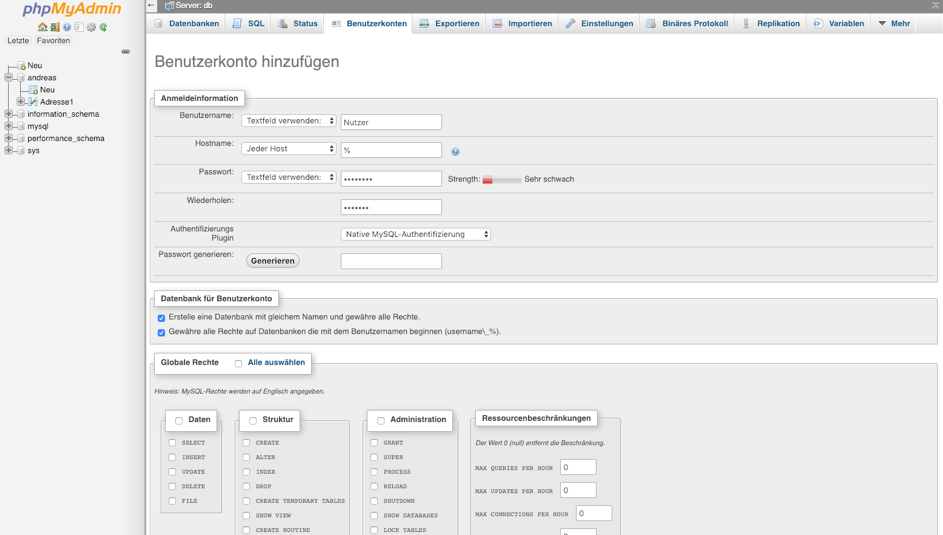 phpMyAdmin
Letzte Favoriten
Neu
andreas
Neu
Adresse1
information_schema
mysql
performance_schema
sys
Server: db
Datenbanken SQL Status Benutzerkonten Exportieren Importieren Einstellungen Binäres Protokoll Replikation Variablen Mehr
Benutzerkonto hinzufügen
Anmeldeinformation
Benutzername: Textfeld verwenden: Nutzer
Hostname: Jeder Host %
Passwort: Textfeld verwenden: •••••••• Strength: Sehr schwach
Wiederholen: •••••••
Authentifizierungs
Plugin
Native MySQL-Authentifizierung
Passwort generieren: Generieren
Datenbank für Benutzerkonto
Erstelle eine Datenbank mit gleichem Namen und gewähre alle Rechte.
Gewähre alle Rechte auf Datenbanken die mit dem Benutzernamen beginnen (username\_%).
Globale Rechte Alle auswählen
Hinweis: MySQL-Rechte werden auf Englisch angegeben.
Daten
SELECT
INSERT
UPDATE
DELETE
FILE
Struktur
CREATE
ALTER
INDEX
DROP
CREATE TEMPORARY TABLES
SHOW VIEW
CREATE ROUTINE
Administration
GRANT
SUPER
PROCESS
RELOAD
SHUTDOWN
SHOW DATABASES
LOCK TABLES
Ressourcenbeschränkungen
Der Wert 0 (null) entfernt die Beschränkung.
MAX QUERIES PER HOUR 0
MAX UPDATES PER HOUR 0
MAX CONNECTIONS PER HOUR 0